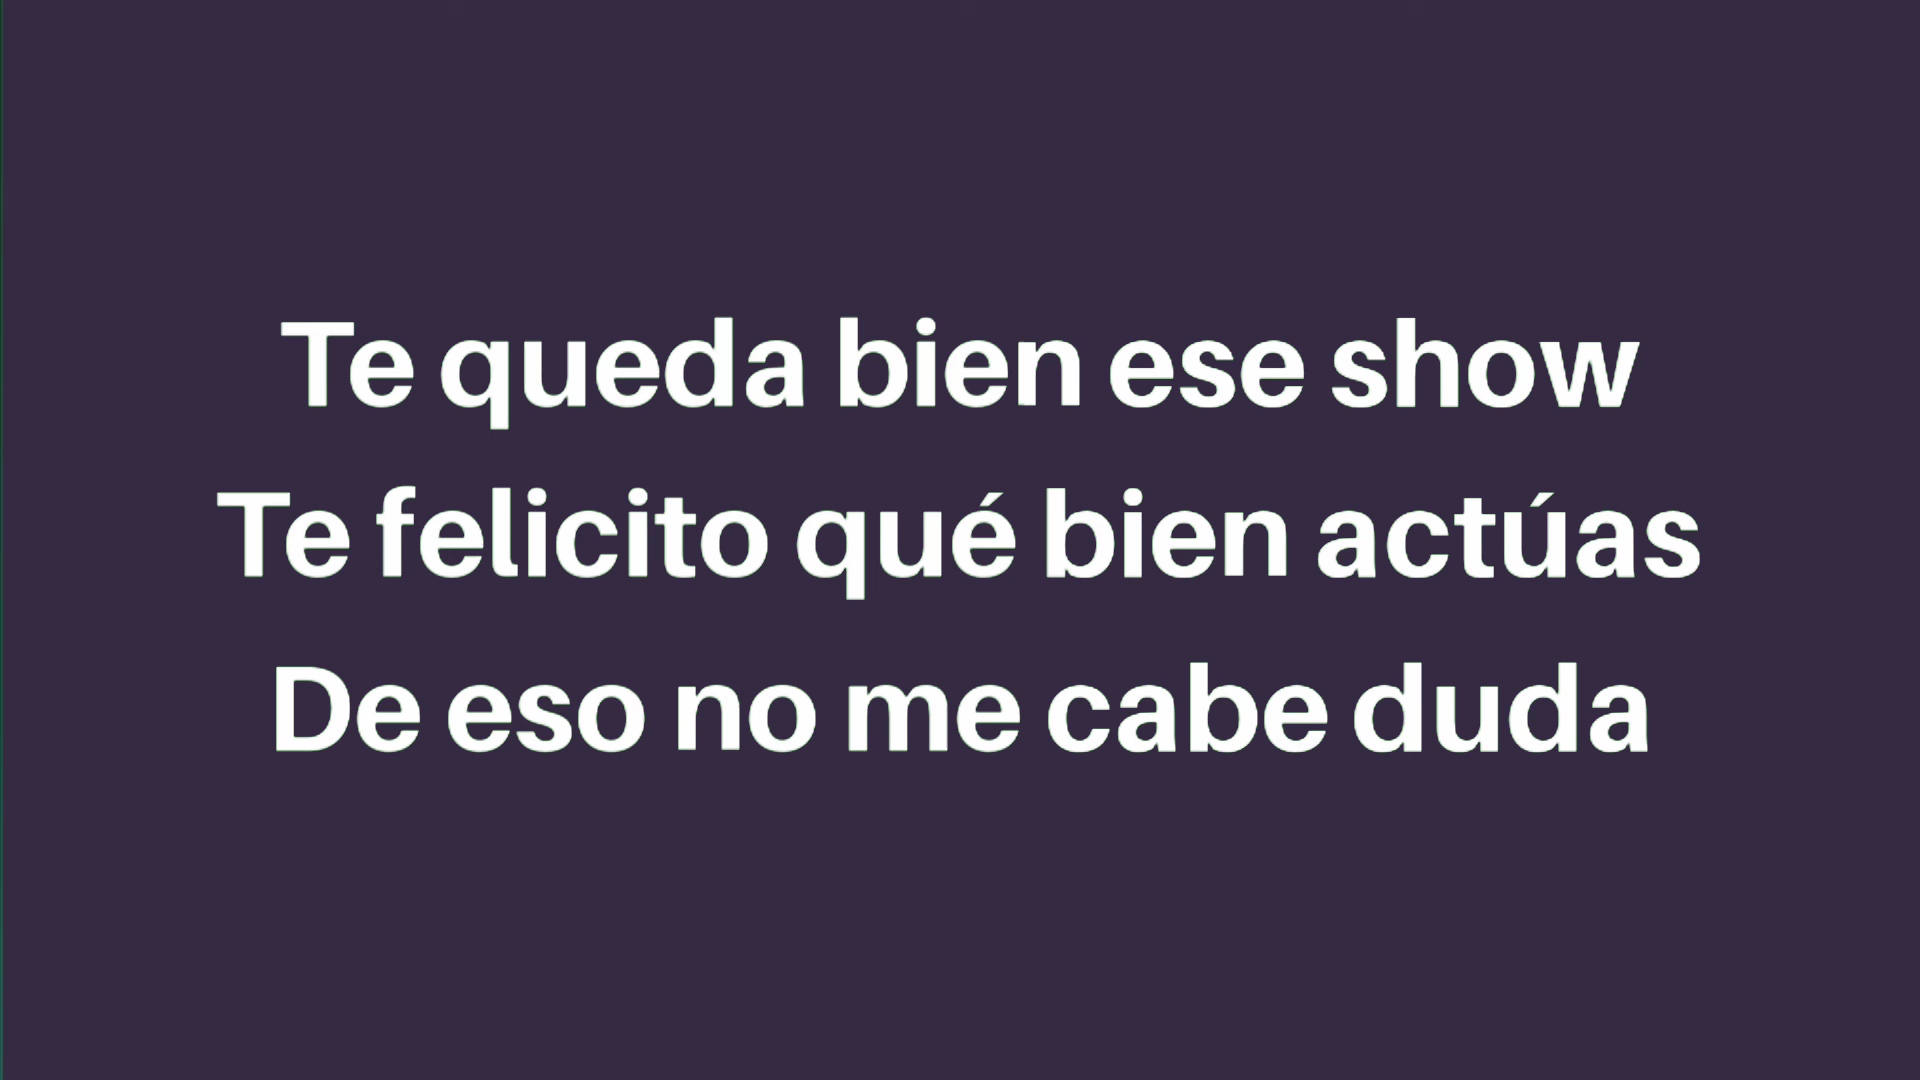 Te queda bien ese show
Te felicito qué bien actúas
De eso no me cabe duda